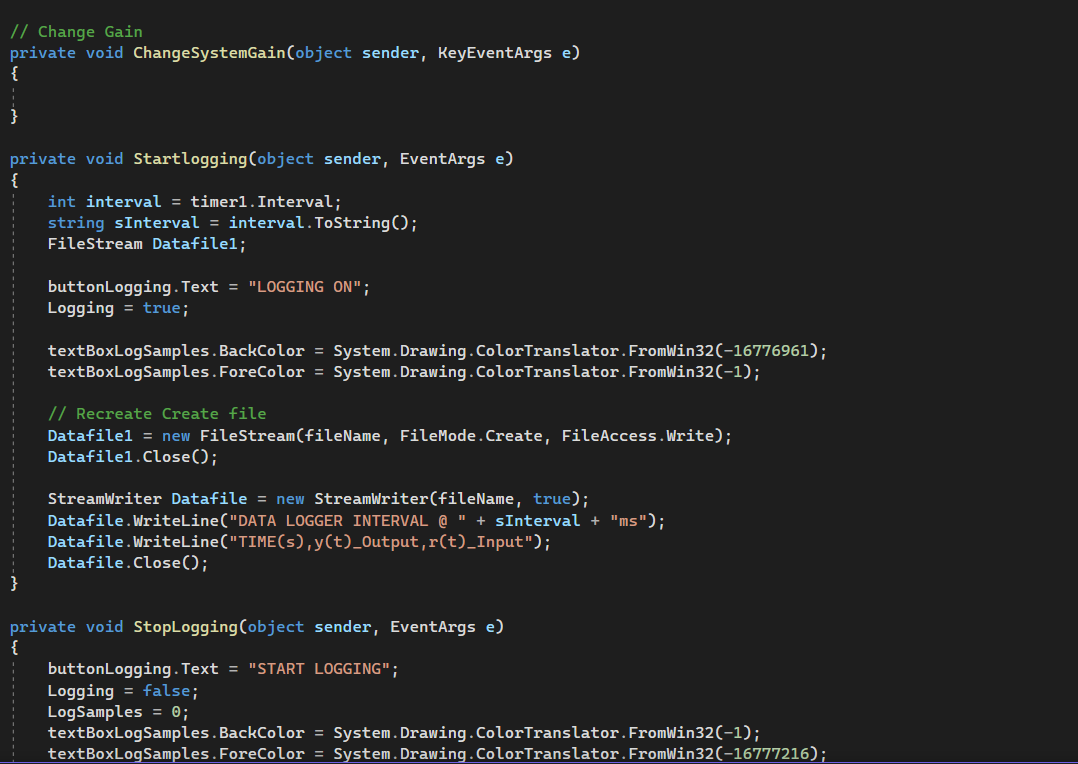 // Change Gain
private void ChangeSystemGain(object sender, KeyEventArgs e)
{
}
private void Startlogging(object sender, EventArgs e)
{
int interval = timer1.Interval;
string sInterval = interval.ToString();
FileStream Datafile1;
buttonLogging.Text = "LOGGING ON";
Logging = true;
textBoxLogSamples.BackColor = System.Drawing.ColorTranslator.FromWin32(-16776961);
textBoxLogSamples.ForeColor = System.Drawing.ColorTranslator.FromWin32(-1);
// Recreate Create file
Datafile1 = new FileStream(fileName, FileMode.Create, FileAccess.Write);
Datafile1.Close();
StreamWriter Datafile = new StreamWriter(fileName, true);
Datafile.WriteLine("DATA LOGGER INTERVAL @ " + sInterval + "ms");
Datafile.WriteLine("TIME(s),y(t)_Output,r(t)_Input");
Datafile.Close();
}
private void StopLogging(object sender, EventArgs e)
{
buttonLogging.Text = "START LOGGING";
Logging = false;
LogSamples = 0;
textBoxLogSamples.BackColor = System.Drawing.ColorTranslator.FromWin32(-1);
textBoxLogSamples.ForeColor = System.Drawing.ColorTranslator.FromWin32(-16777216);